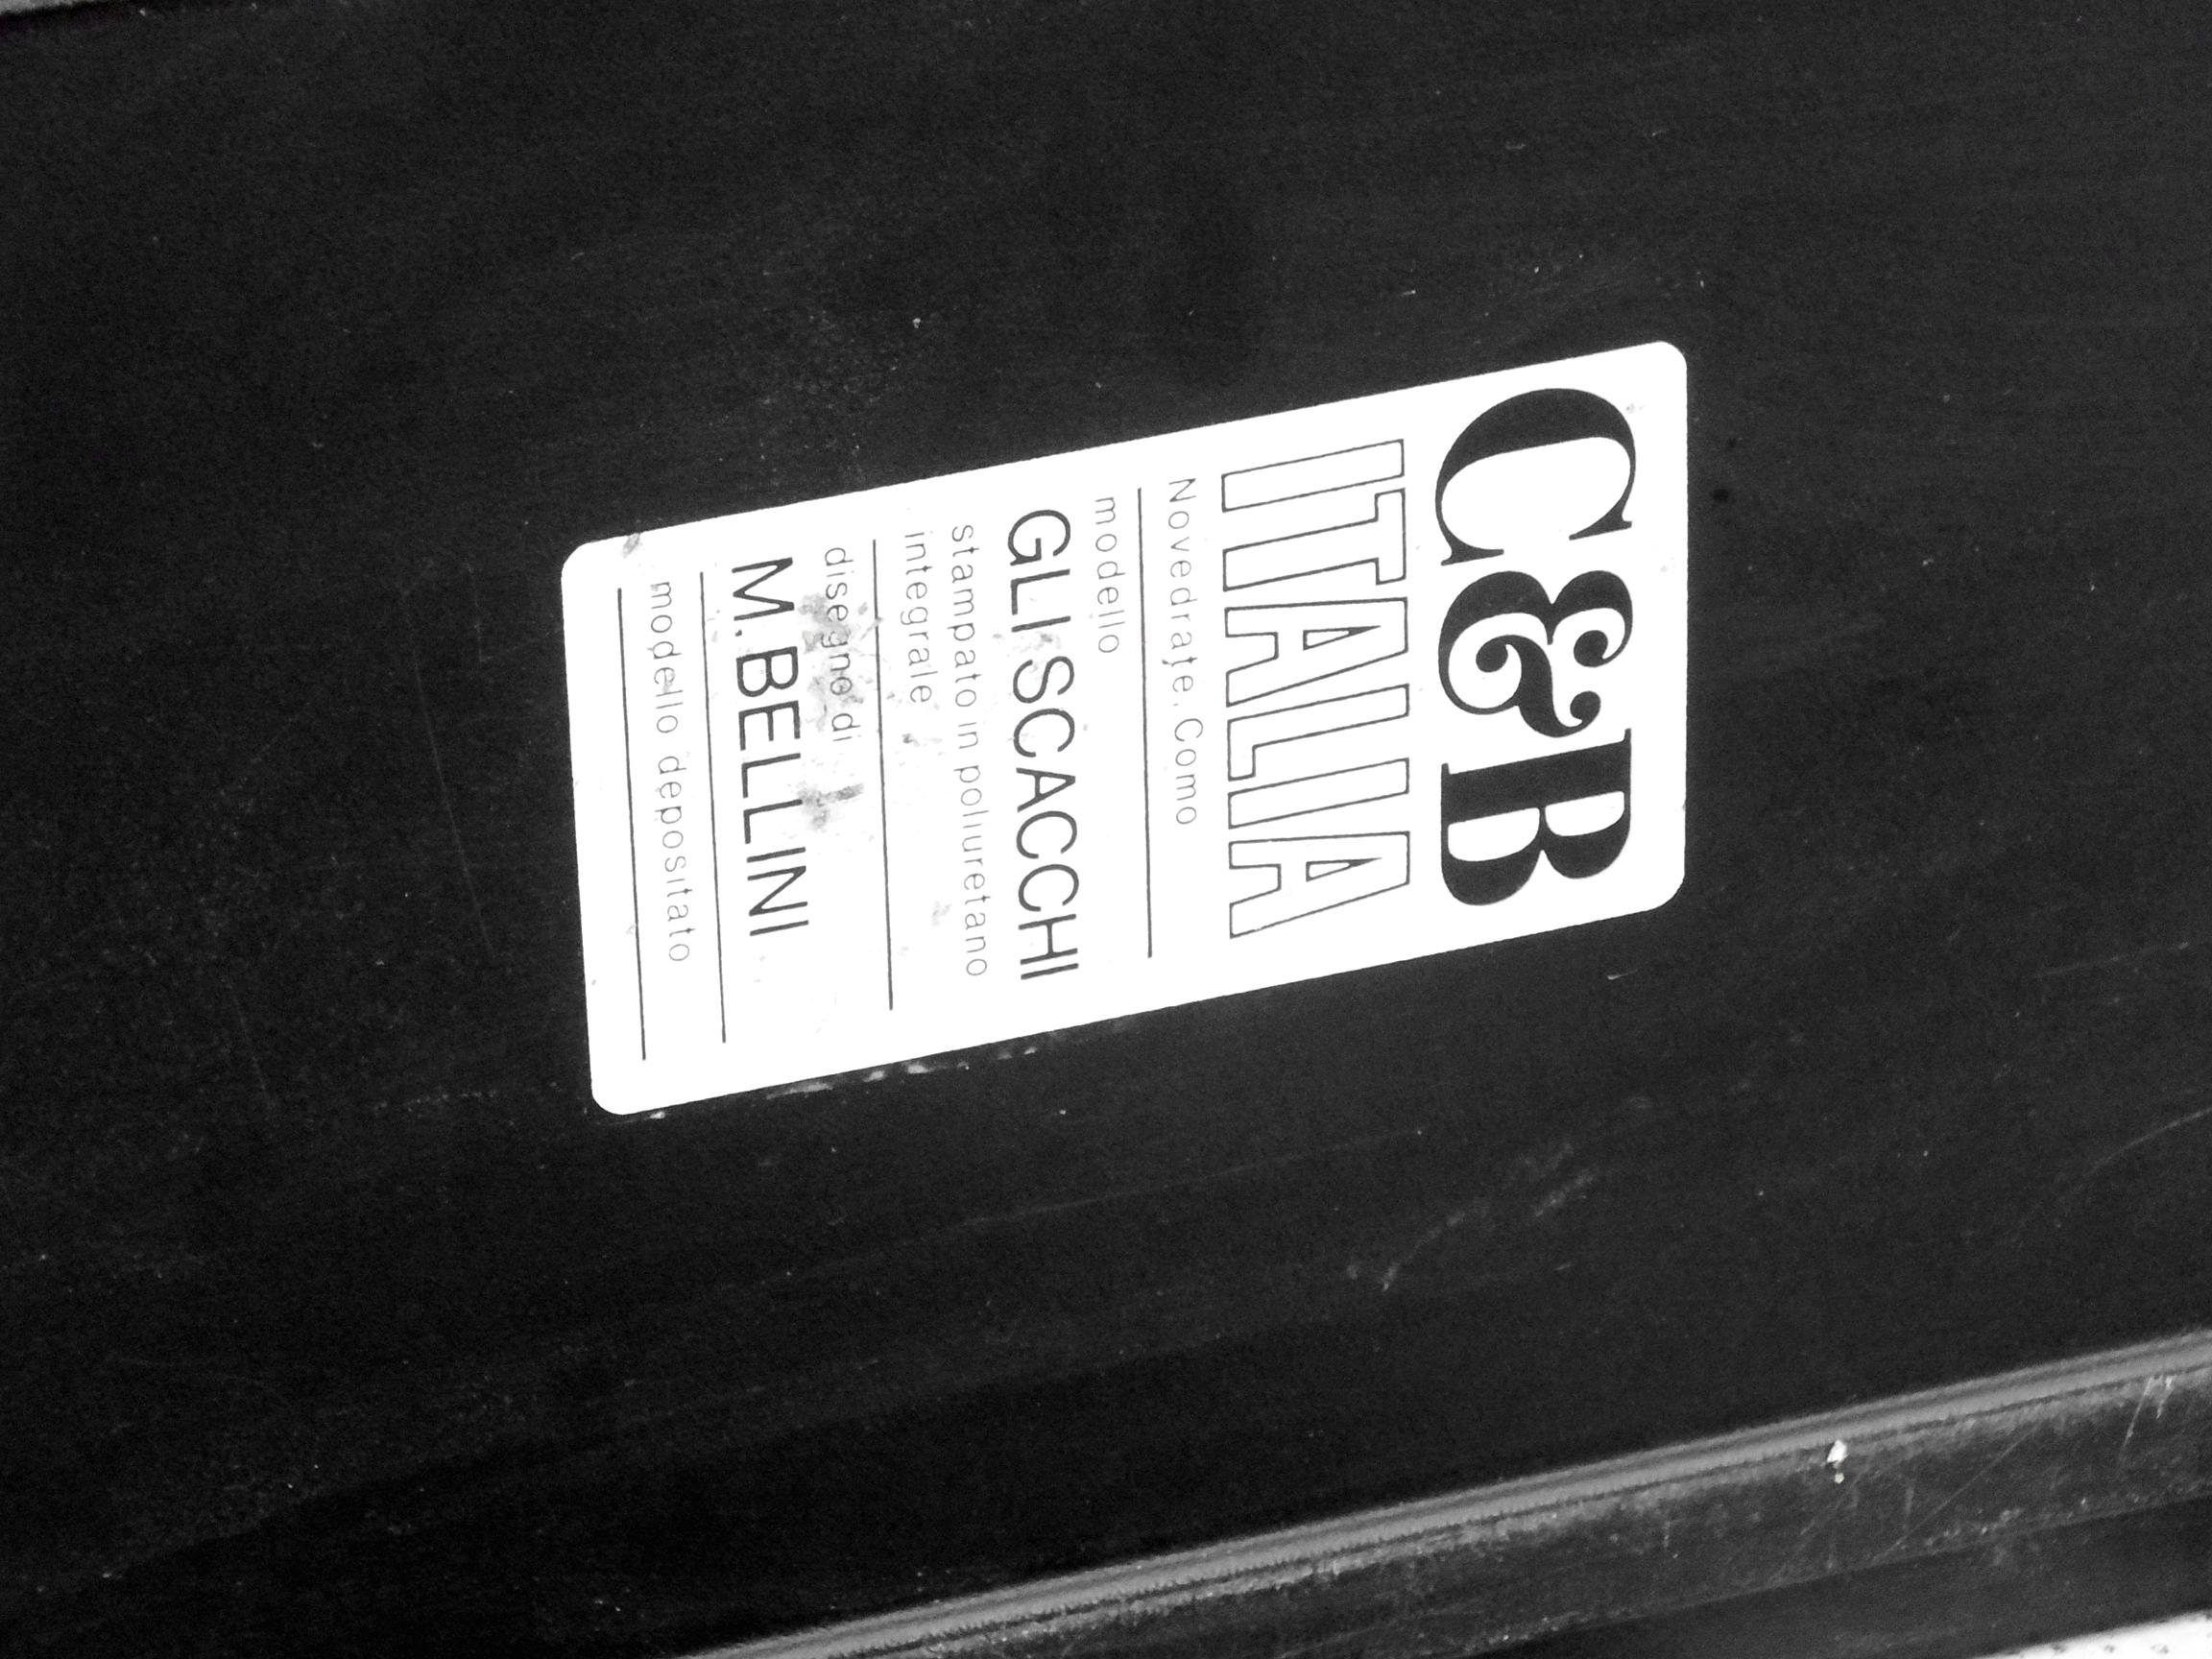 C&B
ITALIA
Novedrate, Como
modello
GLI SCACCHI
stampato in poliuretano
integrale
disegno di
M. BELLINI
modello depositato